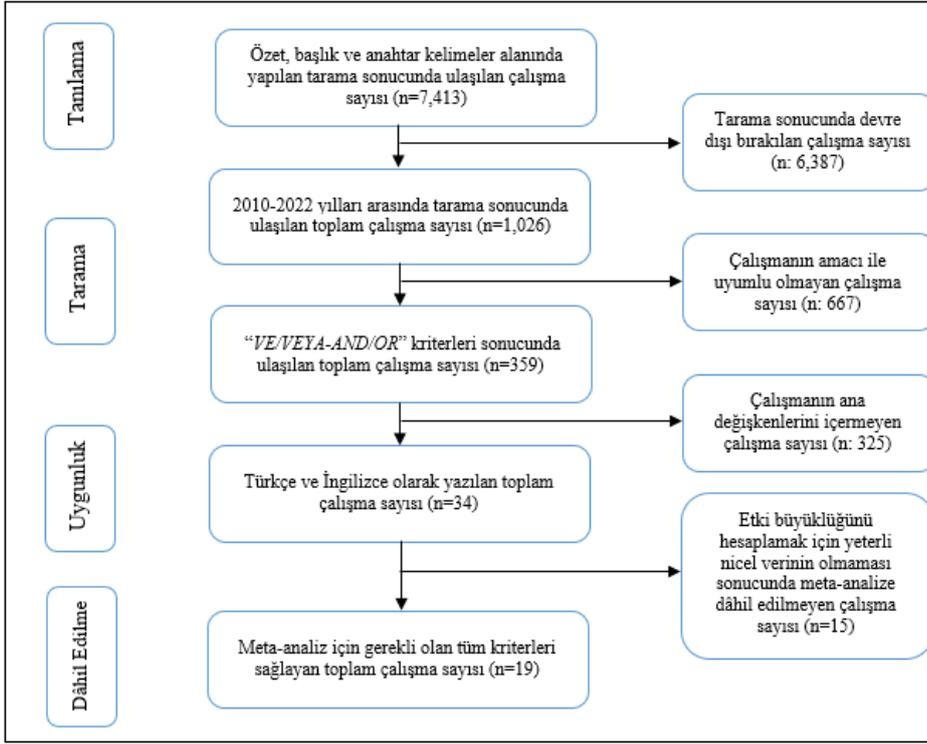 Tanılama
Özet, başlık ve anahtar kelimeler alanında
yapılan tarama sonucunda ulaşılan çalışma
sayısı (n=7,413)
Tarama sonucunda devre
dışı bırakılan çalışma sayısı
(n: 6,387)
2010-2022 yılları arasında tarama sonucunda
ulaşılan toplam çalışma sayısı (n=1,026)
Tarama
Çalışmanın amacı ile
uyumlu olmayan çalışma
sayısı (n: 667)
“VE/VEYA-AND/OR” kriterleri sonucunda
ulaşılan toplam çalışma sayısı (n=359)
Çalışmanın ana
değişkenlerini içermeyen
çalışma sayısı (n: 325)
Uygunluk
Türkçe ve İngilizce olarak yazılan toplam
çalışma sayısı (n=34)
Etki büyüklüğünü
hesaplamak için yeterli
nicel verinin olmaması
sonucunda meta-analize
dâhil edilmeyen çalışma
sayısı (n=15)
Dâhil Edilme
Meta-analiz için gerekli olan tüm kriterleri
sağlayan toplam çalışma sayısı (n=19)